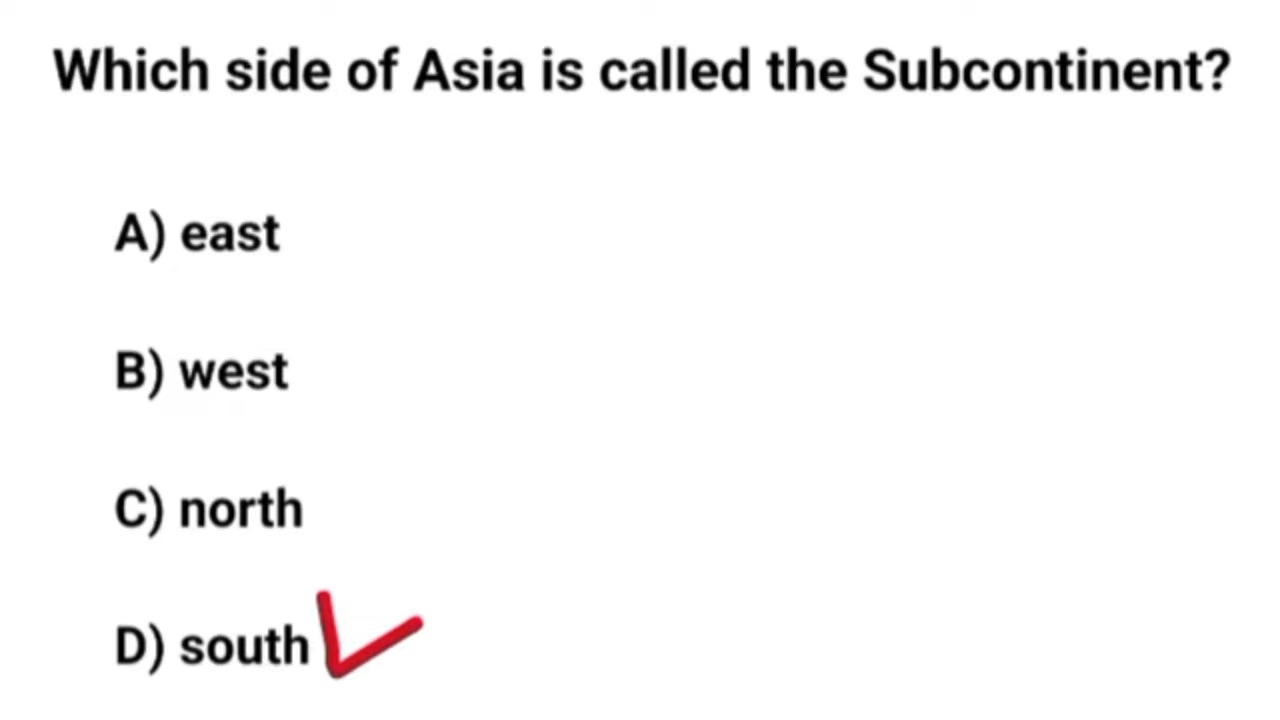 Which side of Asia is called the Subcontinent?
A) east
B) west
C) north
D) south